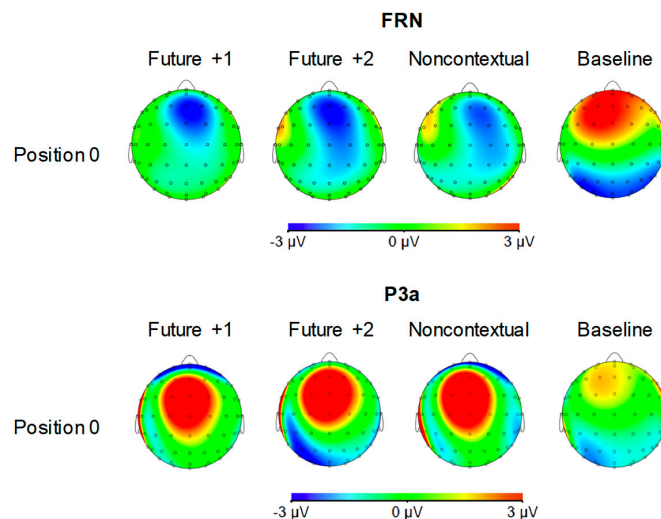 FRN
Future +1 Future +2 Noncontextual Baseline
Position 0
-3 µV 0 µV 3 µV
P3a
Future +1 Future +2 Noncontextual Baseline
Position 0
-3 µV 0 µV 3 µV